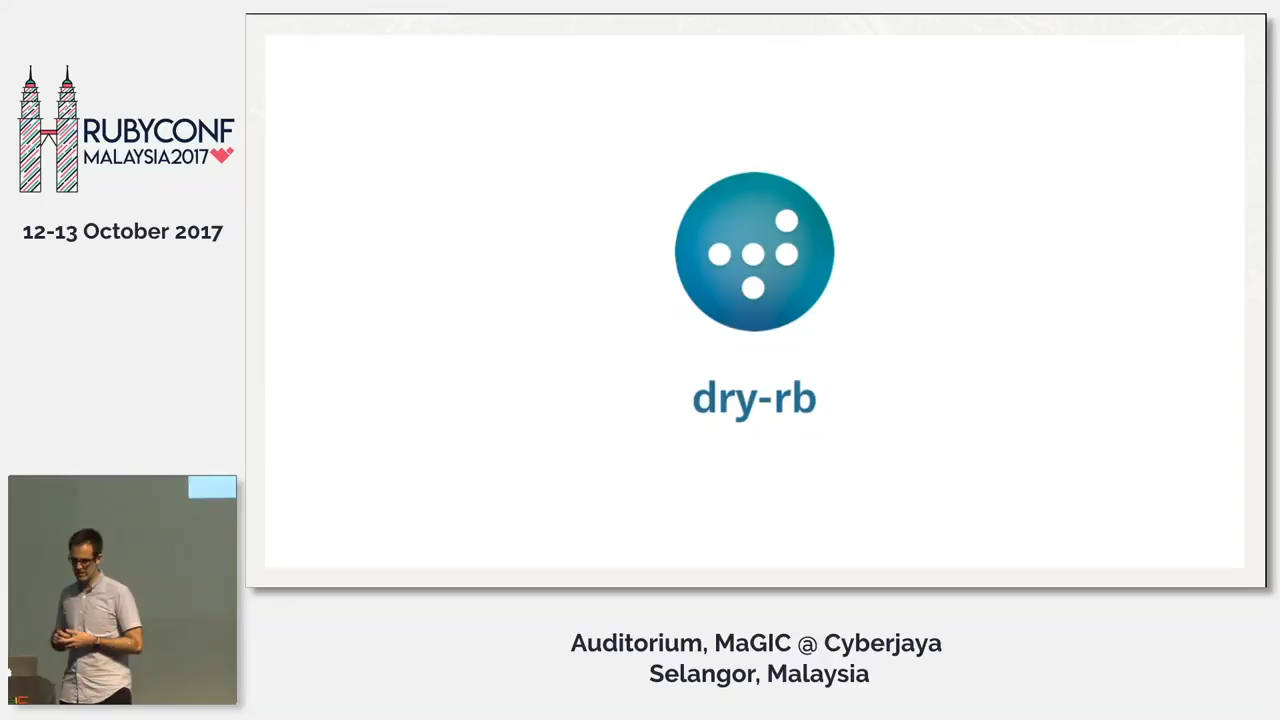 RUBYCONF
MALAYSIA2017
12-13 October 2017
dry-rb
Auditorium, MaGIC @ Cyberjaya
Selangor, Malaysia